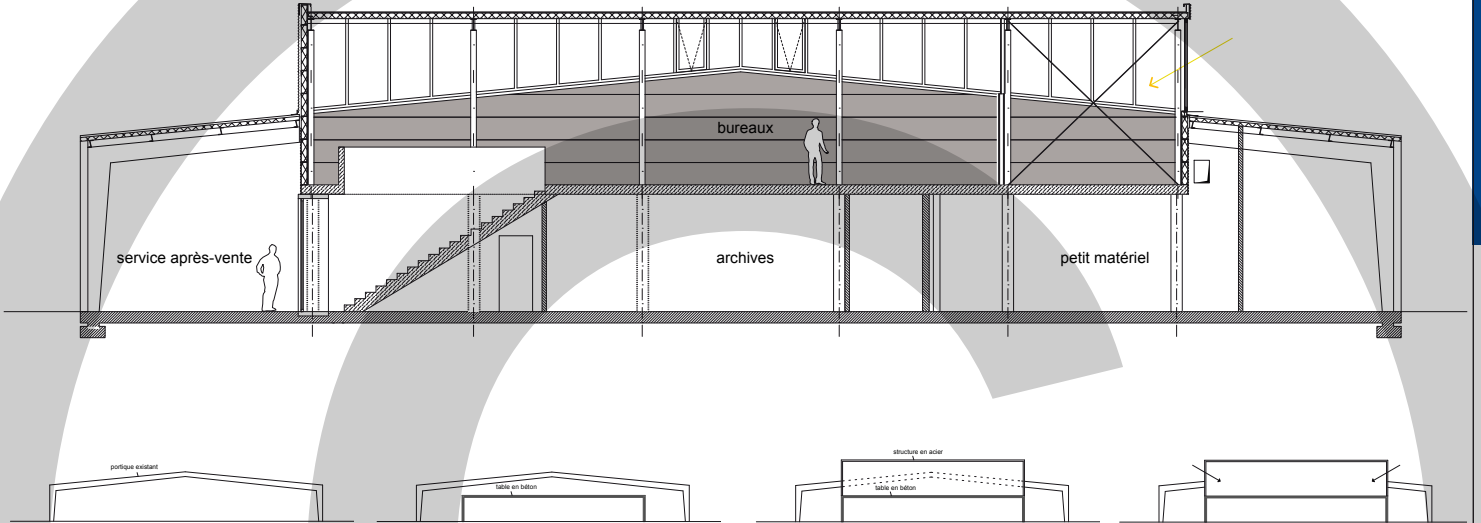 bureaux
service après-vente
archives
petit matériel
portique existant
table en béton
structure en acier
table en béton